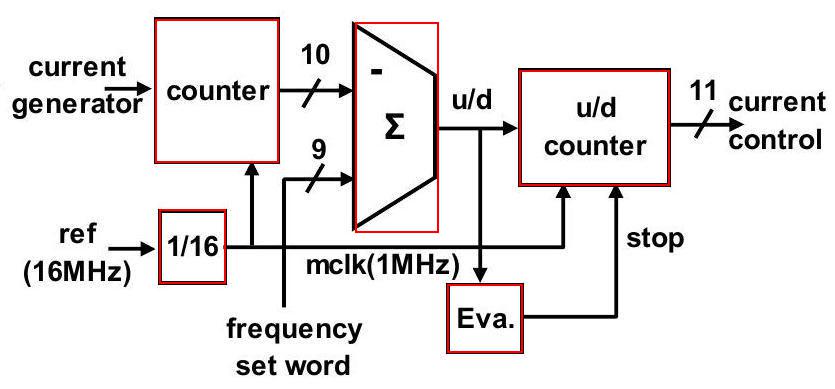 current
generator
counter
10
-
Σ
9
u/d
u/d
counter
11
current
control
ref
(16MHz)
1/16
mclk(1MHz)
stop
Eva.
frequency
set word